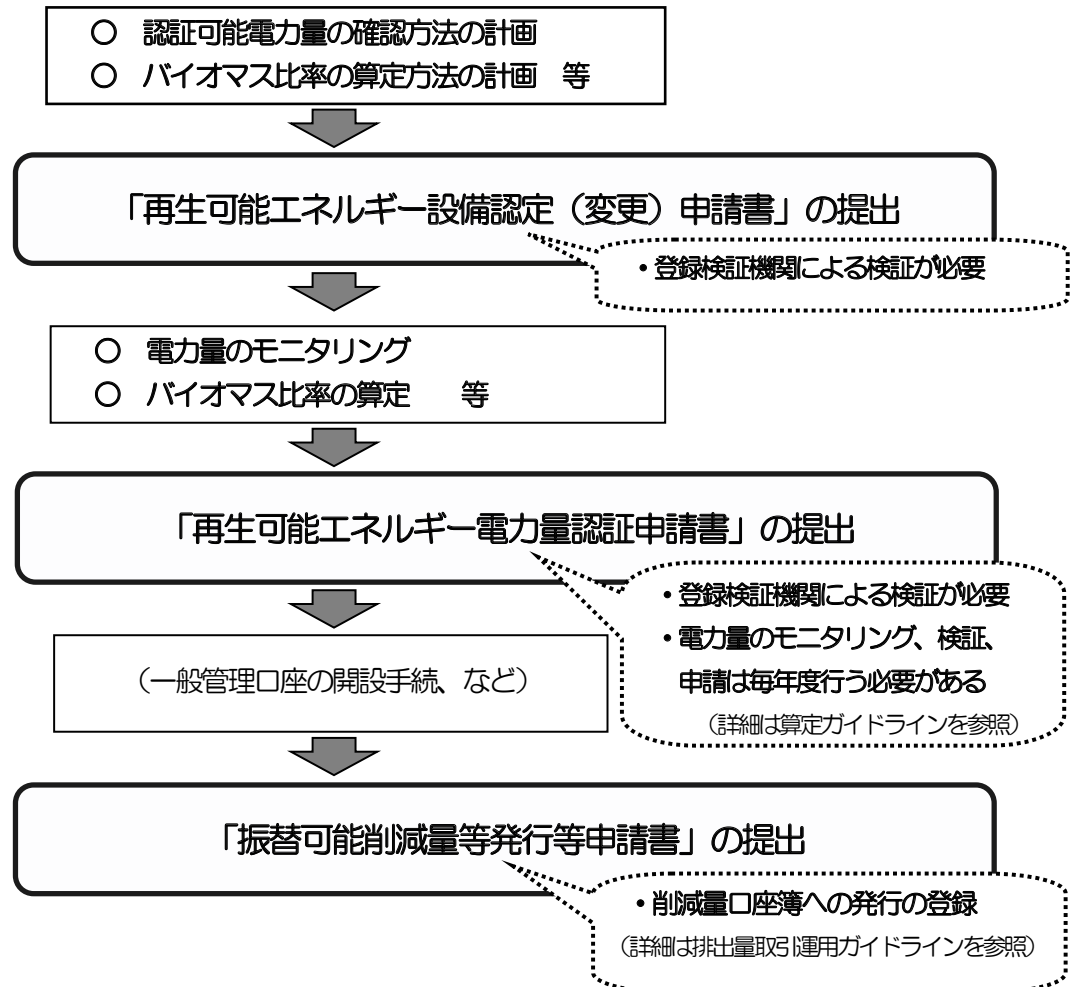 ○ 認証可能電力量の確認方法の計画
○ バイオマス比率の算定方法の計画 等
「再生可能エネルギー設備認定（変更）申請書」の提出
・登録検証機関による検証が必要
○ 電力量のモニタリング
○ バイオマス比率の算定 等
「再生可能エネルギー電力量認証申請書」の提出
・登録検証機関による検証が必要
・電力量のモニタリング、検証、
申請は毎年度行う必要がある
（詳細は算定ガイドラインを参照）
（一般管理口座の開設手続、など）
「振替可能削減量等発行等申請書」の提出
・削減量口座簿への発行の登録
（詳細は排出量取引運用ガイドラインを参照）